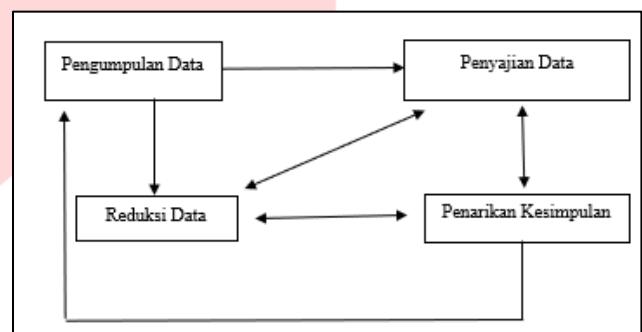 Pengumpulan Data
Penyajian Data
Reduksi Data
Penarikan Kesimpulan